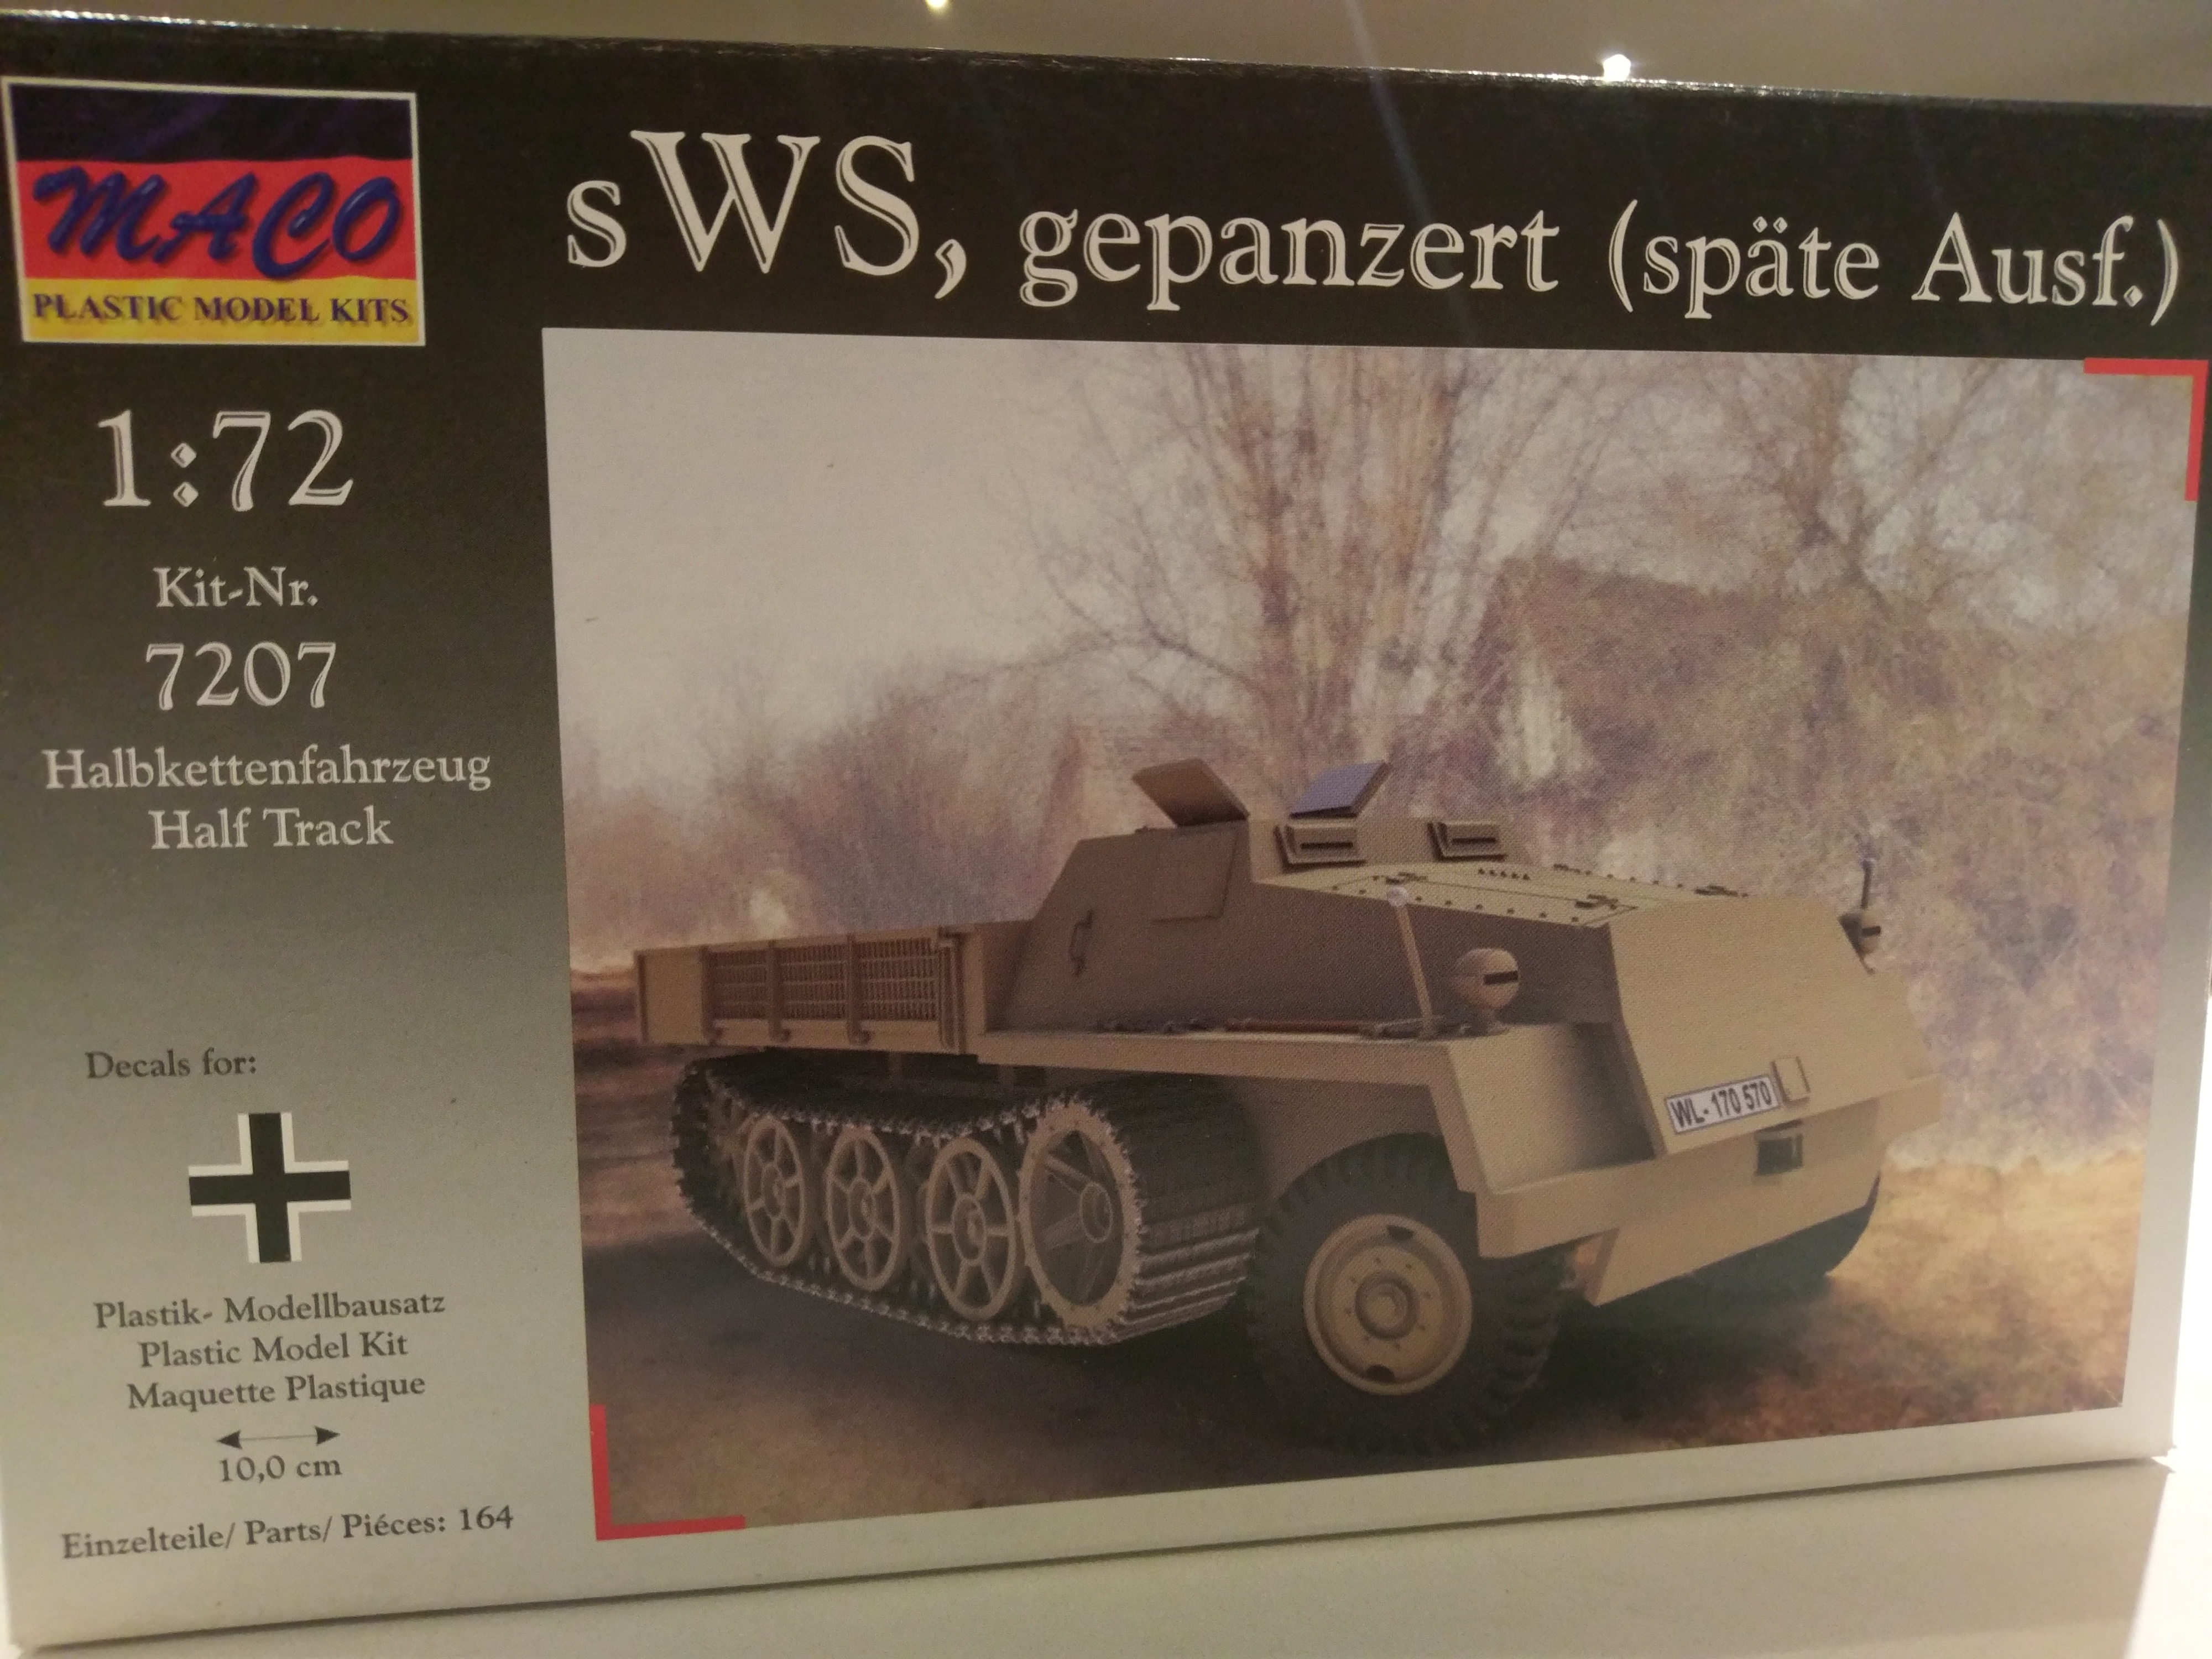 MACO
PLASTIC MODEL KITS
sWS, gepanzert (späte Ausf.)
1:72
Kit-Nr.
7207
Halbkettenfahrzeug
Half Track
Decals for:
Plastik- Modellbausatz
Plastic Model Kit
Maquette Plastique
10,0 cm
Einzelteile/ Parts/ Piéces: 164
WL-170 570